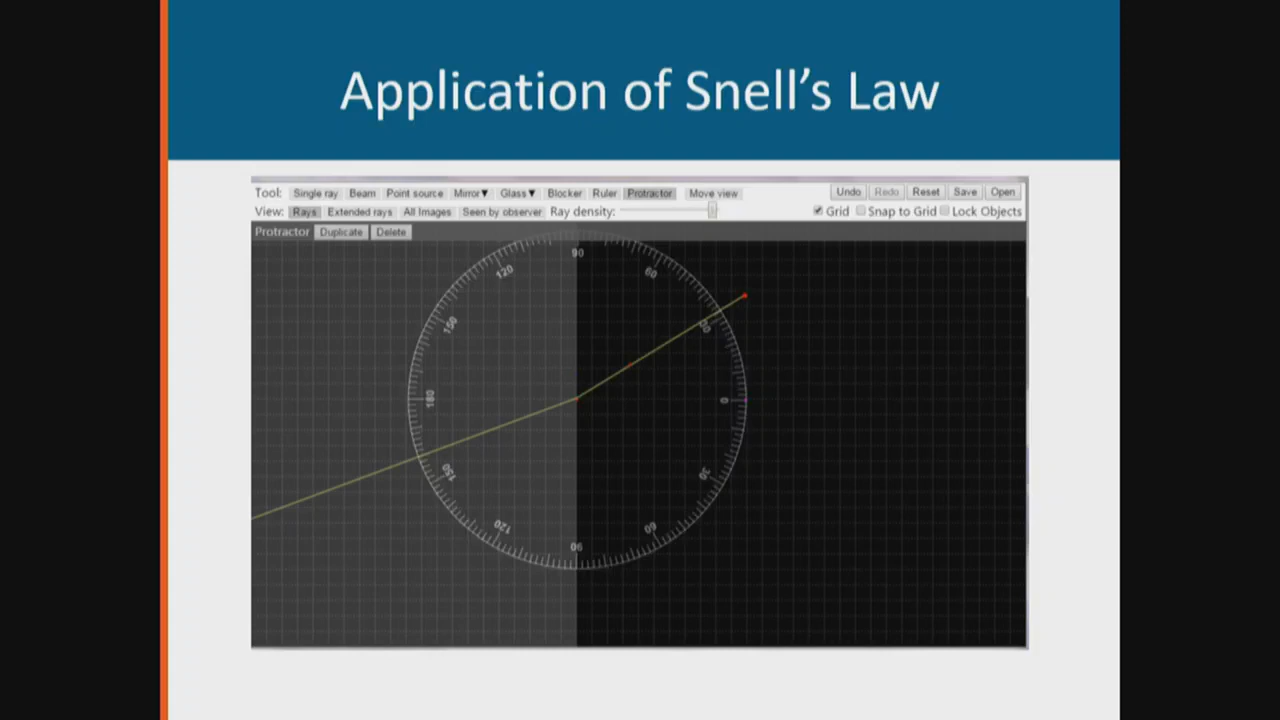 Application of Snell's Law
Tool: Single ray Beam Point source Mirror▼ Glass▼ Blocker Ruler Protractor Move view Undo Redo Reset Save Open
View: Rays Extended rays All Images Seen by observer Ray density: Grid Snap to Grid Lock Objects
Protractor Duplicate Delete
90
120 60
150 30
180 0
150 30
120 60
90